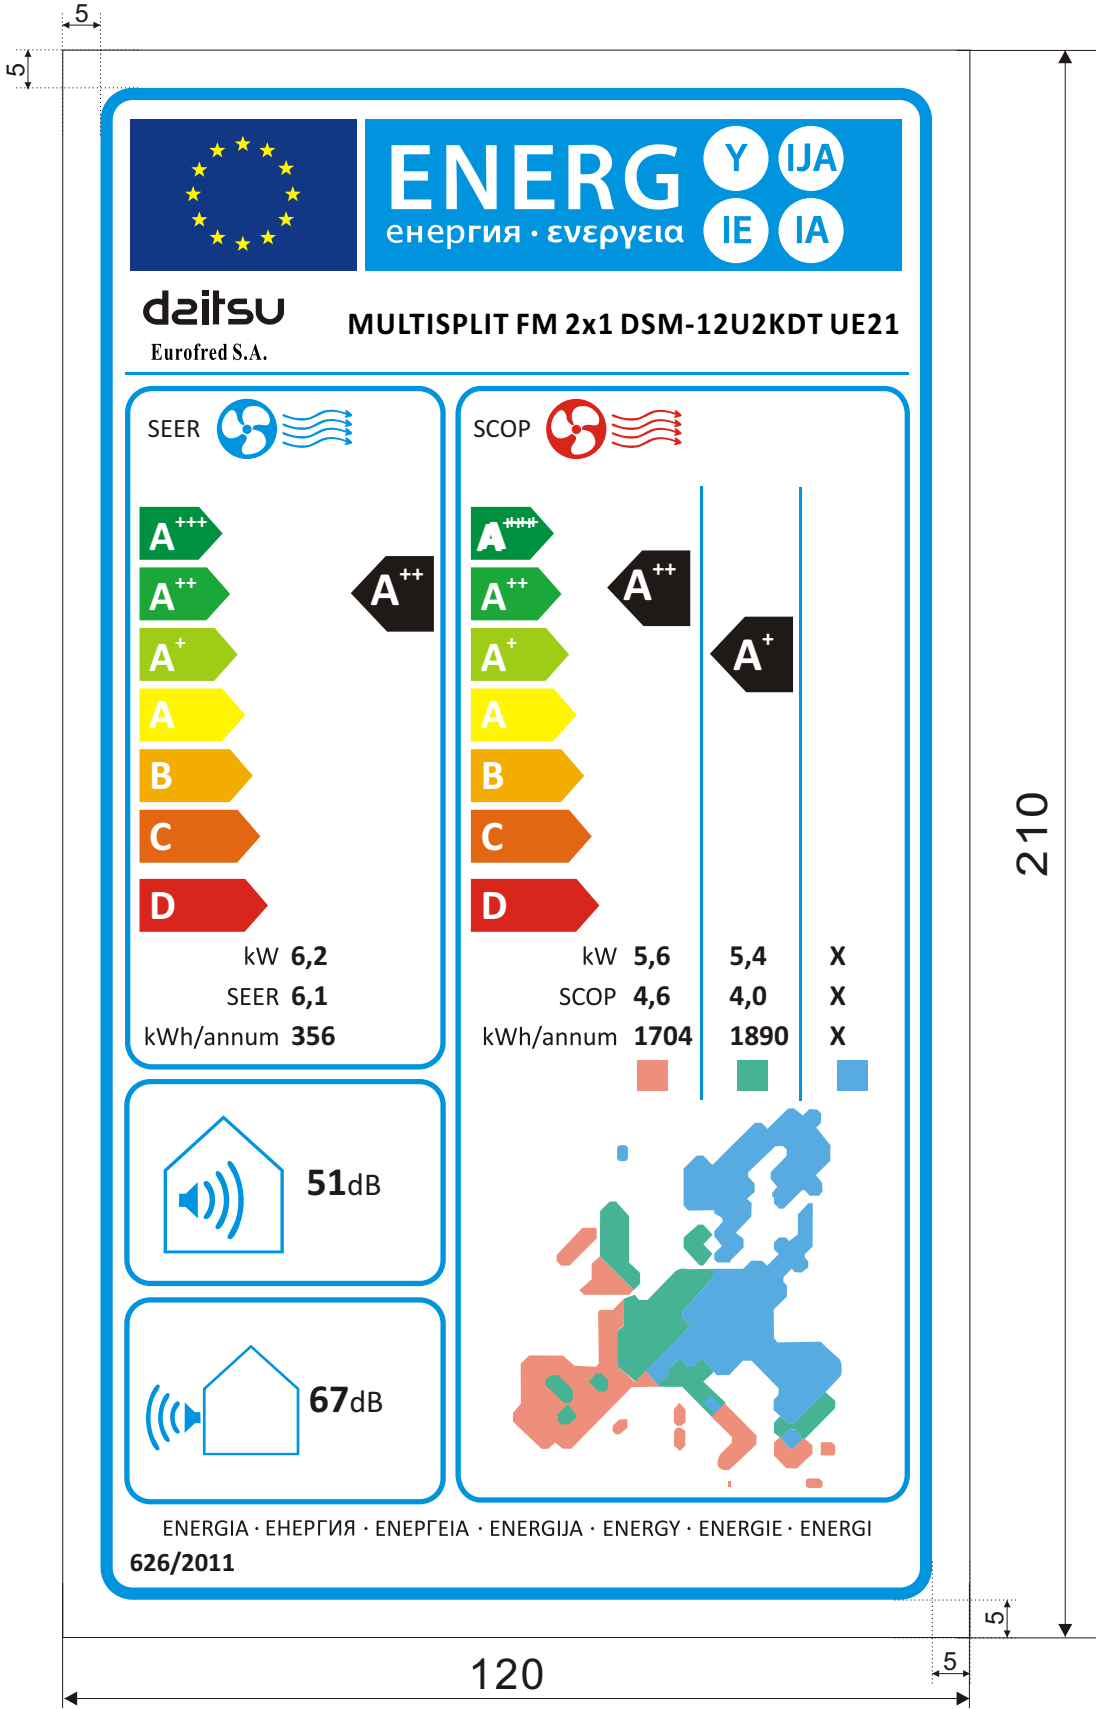 5
5
ENERG
Y
IJA
IE
IA
енергия · ενεργεια
daitsu
Eurofred S.A.
MULTISPLIT FM 2x1 DSM-12U2KDT UE21
SEER
A+++
A++
A+
A
B
C
D
A++
kW 6,2
SEER 6,1
kWh/annum 356
SCOP
A+++
A++
A+
A
B
C
D
A++
A+
kW 5,6 5,4 X
SCOP 4,6 4,0 X
kWh/annum 1704 1890 X
51dB
67dB
ENERGIA · ЕНЕРГИЯ · ΕΝΕΡΓΕΙΑ · ENERGIJA · ENERGY · ENERGIE · ENERGI
626/2011
210
5
5
120